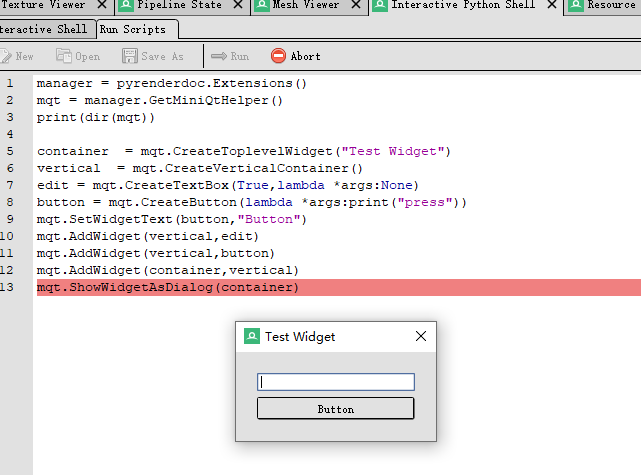 Texture Viewer Pipeline State Mesh Viewer Interactive Python Shell Resource
teractive Shell Run Scripts
New Open Save As Run Abort
1 manager = pyrenderdoc.Extensions()
2 mqt = manager.GetMiniQtHelper()
3 print(dir(mqt))
4
5 container  = mqt.CreateToplevelWidget("Test Widget")
6 vertical  = mqt.CreateVerticalContainer()
7 edit = mqt.CreateTextBox(True,lambda *args:None)
8 button = mqt.CreateButton(lambda *args:print("press"))
9 mqt.SetWidgetText(button,"Button")
10 mqt.AddWidget(vertical,edit)
11 mqt.AddWidget(vertical,button)
12 mqt.AddWidget(container,vertical)
13 mqt.ShowWidgetAsDialog(container)
Test Widget
Button